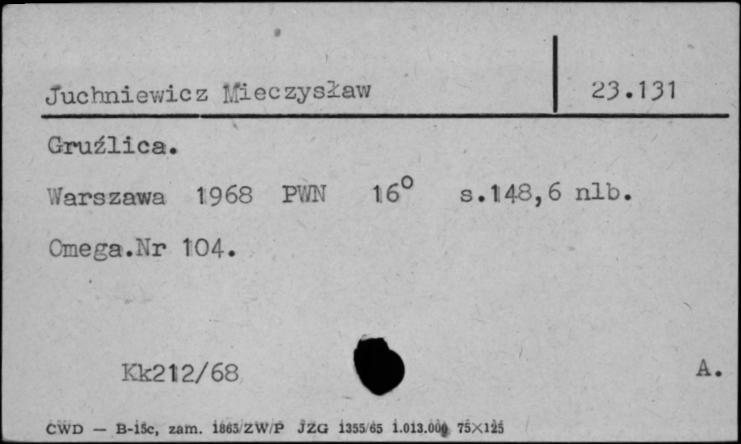 Juchniewicz Mieczysław 23.131
Gruźlica.
Warszawa 1968 PWN 16° s.148,6 nlb.
Omega.Nr 104.
Kk212/68 A.
CWD — B-15c, zam. 1863/ZW/P JZG 1355/65 1.013.000 75×125